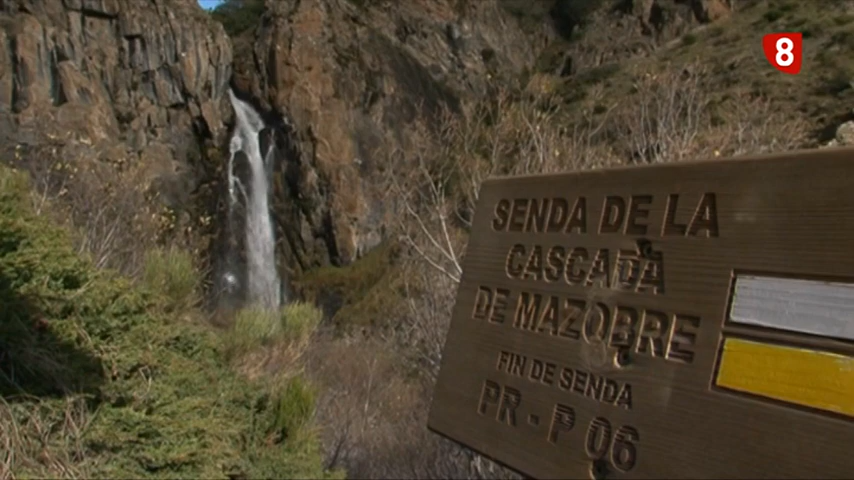 8
SENDA DE LA
CASCADA
DE MAZOBRE
FIN DE SENDA
PR - P 06